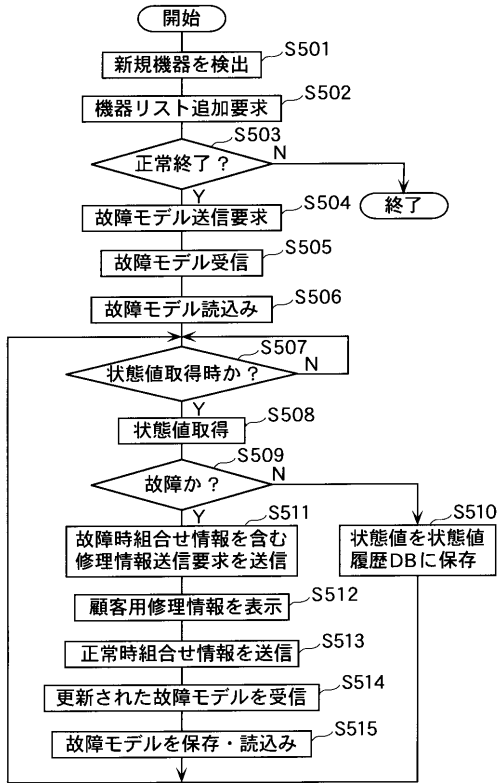 開始
S501
新規機器を検出
S502
機器リスト追加要求
S503
正常終了？
N
Y
終了
S504
故障モデル送信要求
S505
故障モデル受信
S506
故障モデル読込み
S507
状態値取得時か？
N
Y
S508
状態値取得
S509
故障か？
N
Y
S510
状態値を状態値
履歴DBに保存
S511
故障時組合せ情報を含む
修理情報送信要求を送信
S512
顧客用修理情報を表示
S513
正常時組合せ情報を送信
S514
更新された故障モデルを受信
S515
故障モデルを保存・読込み